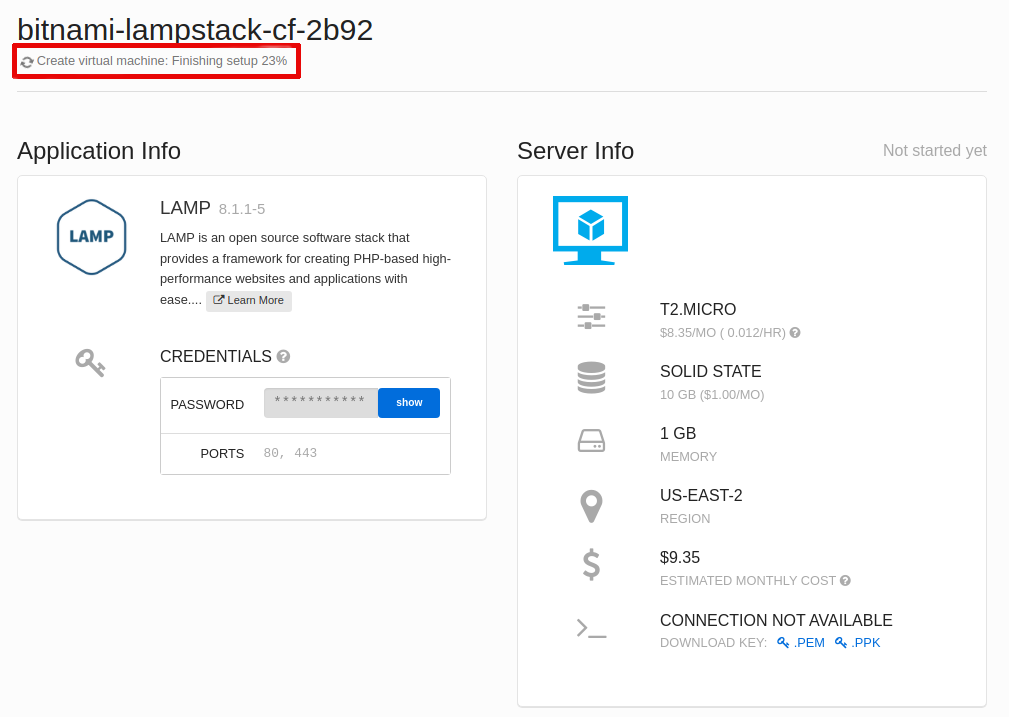 bitnami-lampstack-cf-2b92
Create virtual machine: Finishing setup 23%
Application Info
LAMP
LAMP 8.1.1-5
LAMP is an open source software stack that
provides a framework for creating PHP-based high-
performance websites and applications with
ease.... Learn More
CREDENTIALS ?
PASSWORD *********** show
PORTS 80, 443
Server Info
Not started yet
T2.MICRO
$8.35/MO ( 0.012/HR) ?
SOLID STATE
10 GB ($1.00/MO)
1 GB
MEMORY
US-EAST-2
REGION
$9.35
ESTIMATED MONTHLY COST ?
CONNECTION NOT AVAILABLE
DOWNLOAD KEY: .PEM .PPK